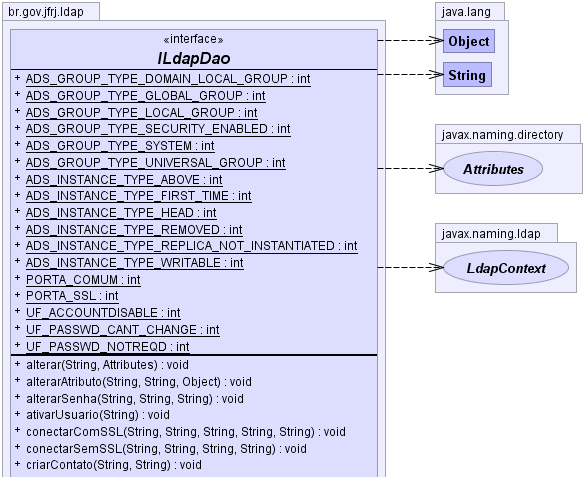 br.gov.jfrj.ldap
«interface»
ILdapDao
+ ADS_GROUP_TYPE_DOMAIN_LOCAL_GROUP : int
+ ADS_GROUP_TYPE_GLOBAL_GROUP : int
+ ADS_GROUP_TYPE_LOCAL_GROUP : int
+ ADS_GROUP_TYPE_SECURITY_ENABLED : int
+ ADS_GROUP_TYPE_SYSTEM : int
+ ADS_GROUP_TYPE_UNIVERSAL_GROUP : int
+ ADS_INSTANCE_TYPE_ABOVE : int
+ ADS_INSTANCE_TYPE_FIRST_TIME : int
+ ADS_INSTANCE_TYPE_HEAD : int
+ ADS_INSTANCE_TYPE_REMOVED : int
+ ADS_INSTANCE_TYPE_REPLICA_NOT_INSTANTIATED : int
+ ADS_INSTANCE_TYPE_WRITABLE : int
+ PORTA_COMUM : int
+ PORTA_SSL : int
+ UF_ACCOUNTDISABLE : int
+ UF_PASSWD_CANT_CHANGE : int
+ UF_PASSWD_NOTREQD : int
+ alterar(String, Attributes) : void
+ alterarAtributo(String, String, Object) : void
+ alterarSenha(String, String, String) : void
+ ativarUsuario(String) : void
+ conectarComSSL(String, String, String, String, String) : void
+ conectarSemSSL(String, String, String, String) : void
+ criarContato(String, String) : void
java.lang
Object
String
javax.naming.directory
Attributes
javax.naming.ldap
LdapContext